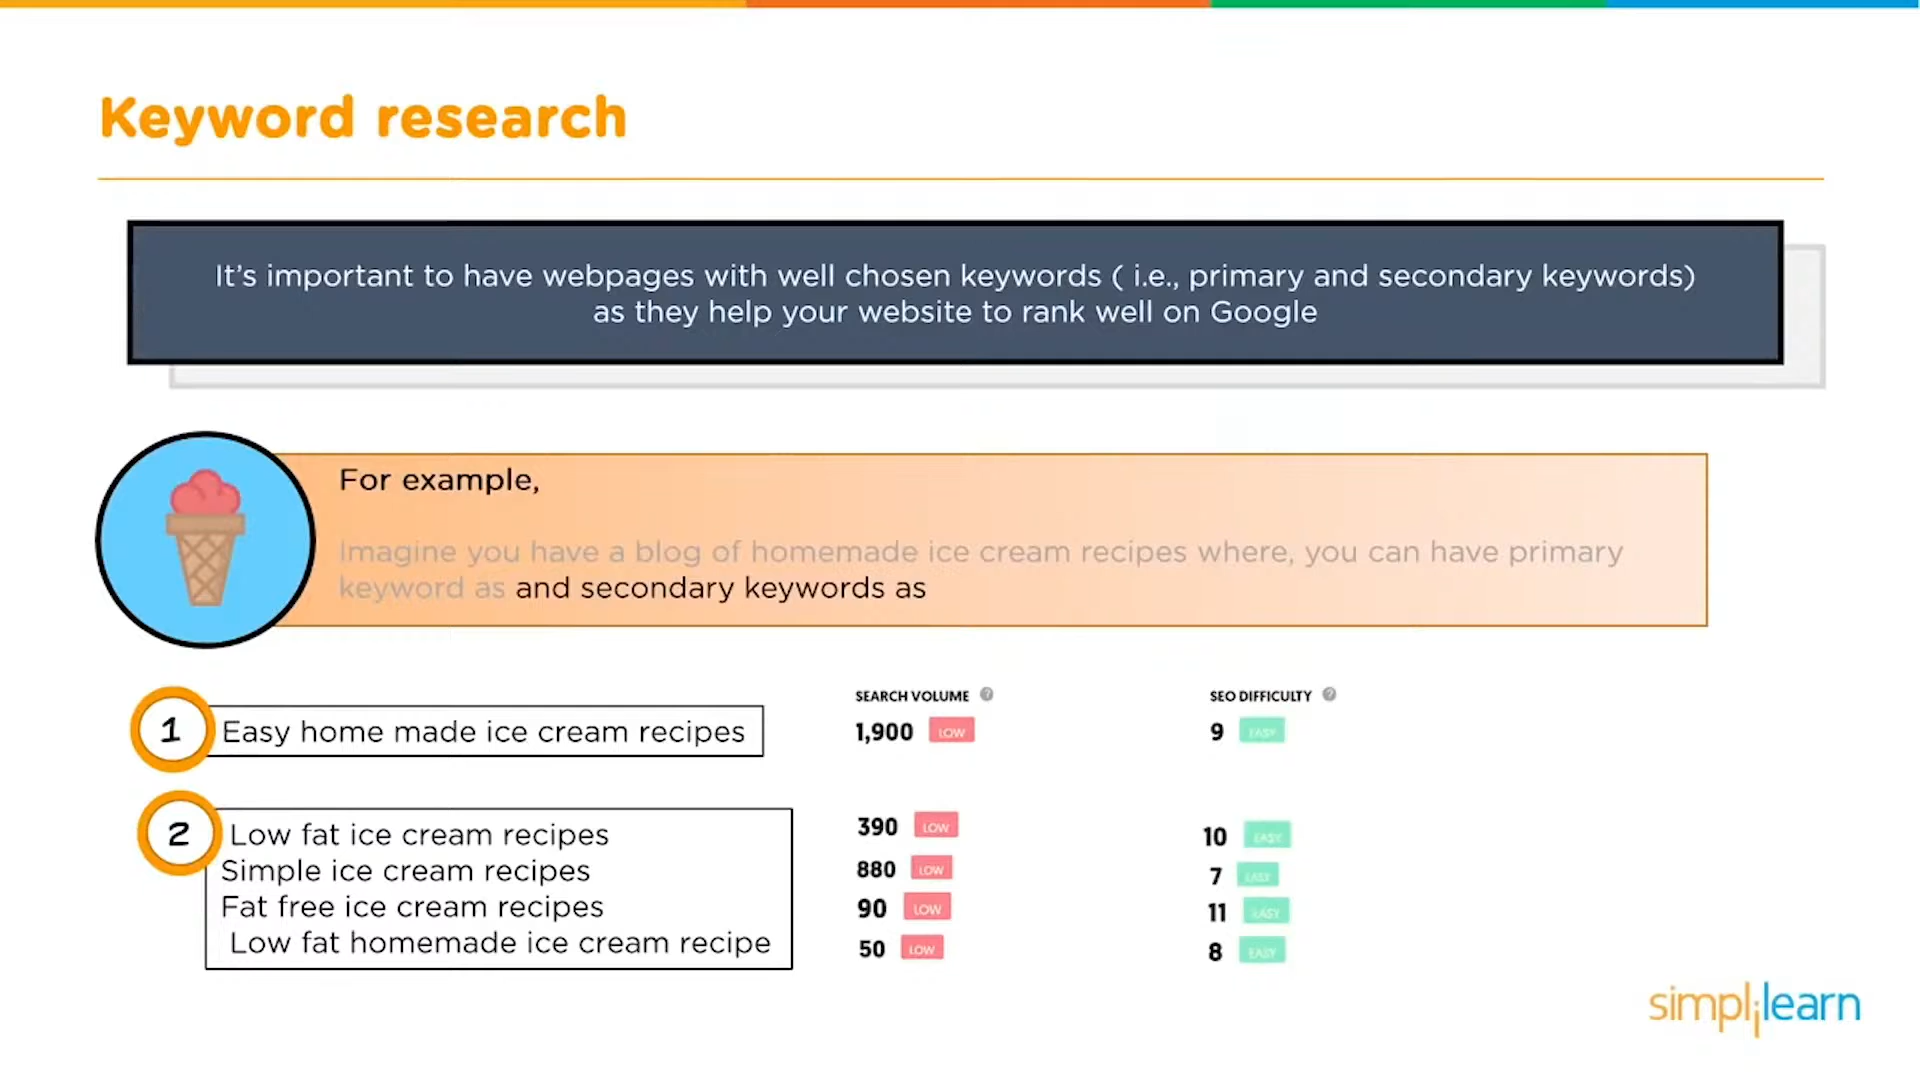 Keyword research
It's important to have webpages with well chosen keywords ( i.e., primary and secondary keywords)
as they help your website to rank well on Google
For example,
Imagine you have a blog of homemade ice cream recipes where, you can have primary
keyword as and secondary keywords as
SEARCH VOLUME ? SEO DIFFICULTY ?
1 Easy home made ice cream recipes 1,900 LOW 9 EASY
2 Low fat ice cream recipes 390 LOW 10 EASY
Simple ice cream recipes 880 LOW 7 EASY
Fat free ice cream recipes 90 LOW 11 EASY
Low fat homemade ice cream recipe 50 LOW 8 EASY
simplilearn